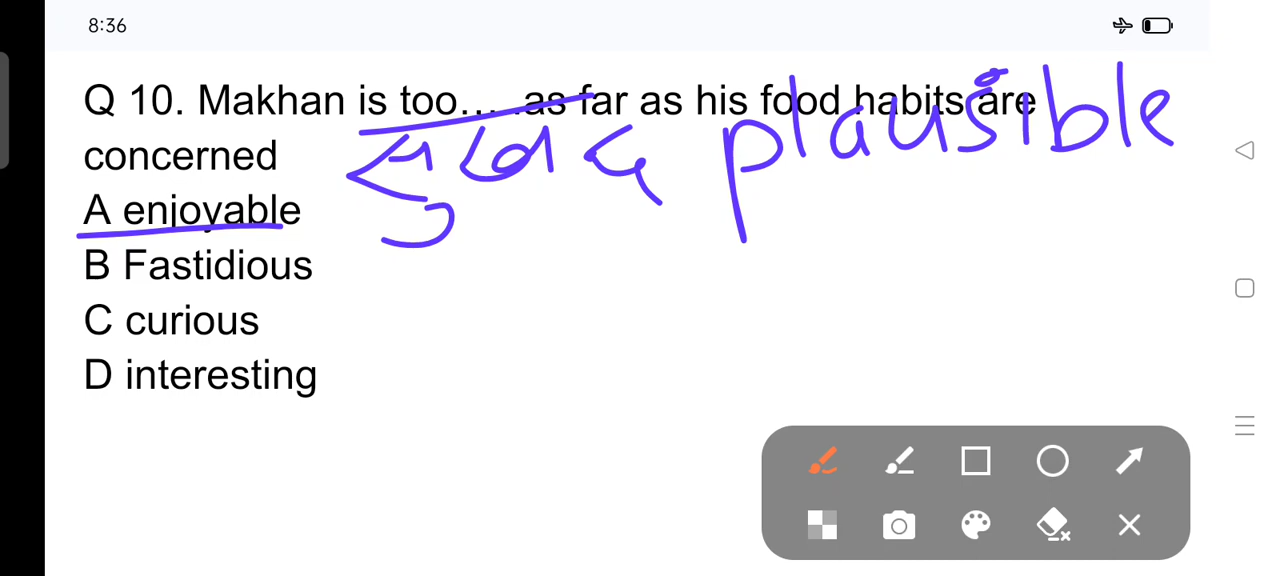 8:36
Q 10. Makhan is too.... .as far as his food habits are
concerned
plausible
A enjoyable
B Fastidious
C curious
D interesting